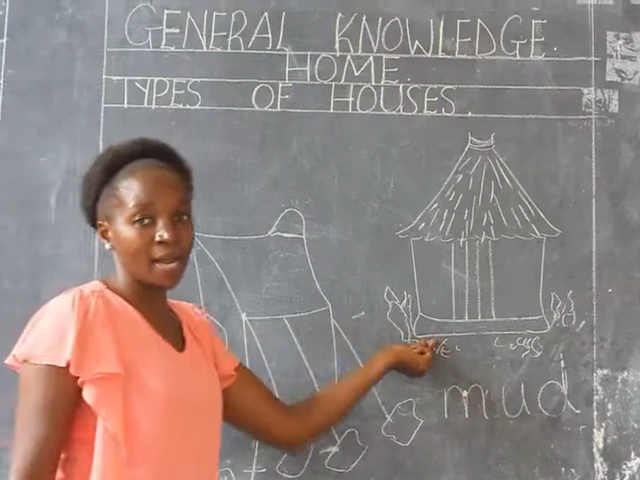 GENERAL KNOWLEDGE.
HOME.
TYPES OF HOUSES.
mud